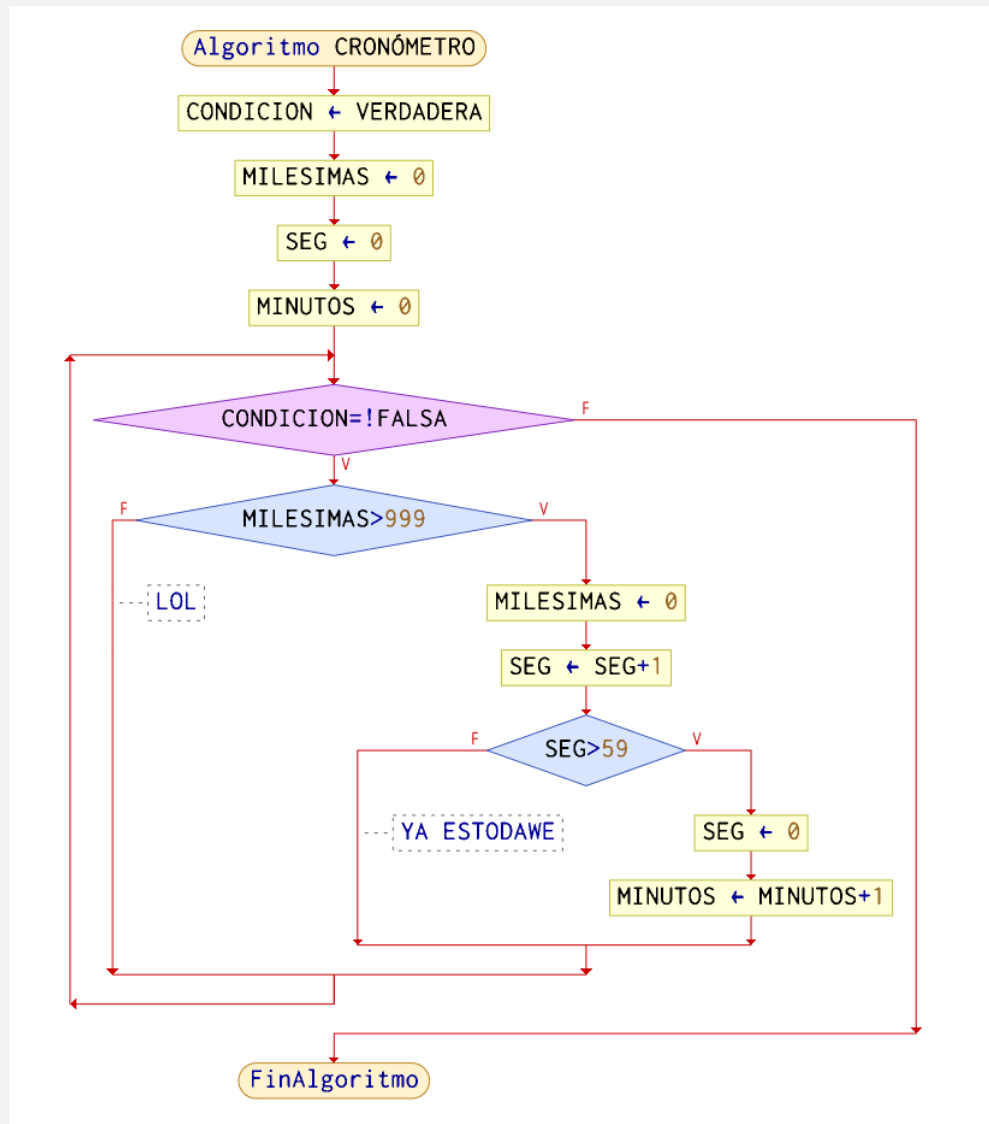 Algoritmo CRONÓMETRO
CONDICION ← VERDADERA
MILESIMAS ← 0
SEG ← 0
MINUTOS ← 0
CONDICION=!FALSA
F
V
MILESIMAS>999
F
V
LOL
MILESIMAS ← 0
SEG ← SEG+1
SEG>59
F
V
YA ESTODAWE
SEG ← 0
MINUTOS ← MINUTOS+1
FinAlgoritmo